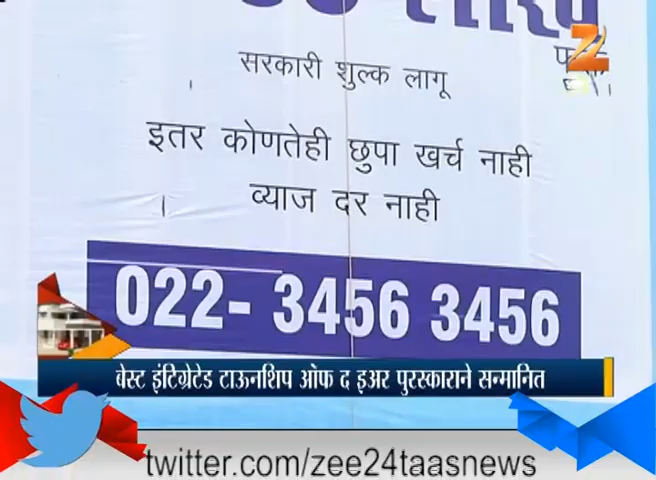 सरकारी शुल्क लागू
इतर कोणतेही छुपा खर्च नाही
व्याज दर नाही
022- 3456 3456
बेस्ट इंटिग्रेटेड टाऊनशिप ऑफ द इअर पुरस्काराने सन्मानित
twitter.com/zee24taasnews